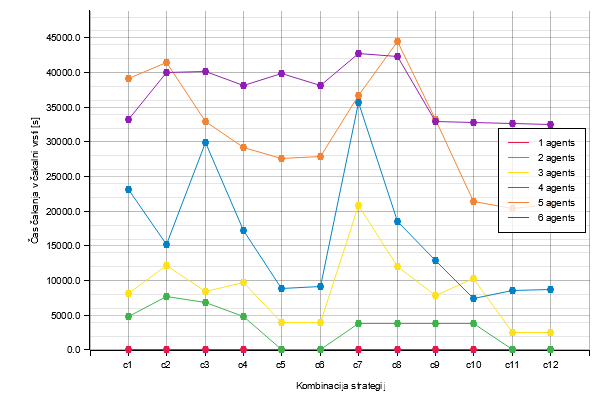 45000.0
40000.0
35000.0
30000.0
25000.0
20000.0
15000.0
10000.0
5000.0
0.0
Čas čakanja v čakalni vrsti [s]
1 agents
2 agents
3 agents
4 agents
5 agents
6 agents
c1 c2 c3 c4 c5 c6 c7 c8 c9 c10 c11 c12
Kombinacija strategij